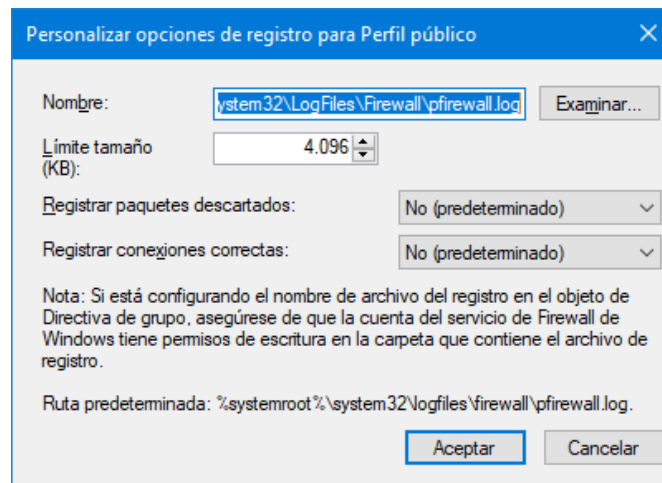 Personalizar opciones de registro para Perfil público
Nombre: ystem32\LogFiles\Firewall\pfirewall.log Examinar...
Límite tamaño (KB): 4.096
Registrar paquetes descartados: No (predeterminado)
Registrar conexiones correctas: No (predeterminado)
Nota: Si está configurando el nombre de archivo del registro en el objeto de
Directiva de grupo, asegúrese de que la cuenta del servicio de Firewall de
Windows tiene permisos de escritura en la carpeta que contiene el archivo de
registro.
Ruta predeterminada: %systemroot%\system32\logfiles\firewall\pfirewall.log.
Aceptar Cancelar